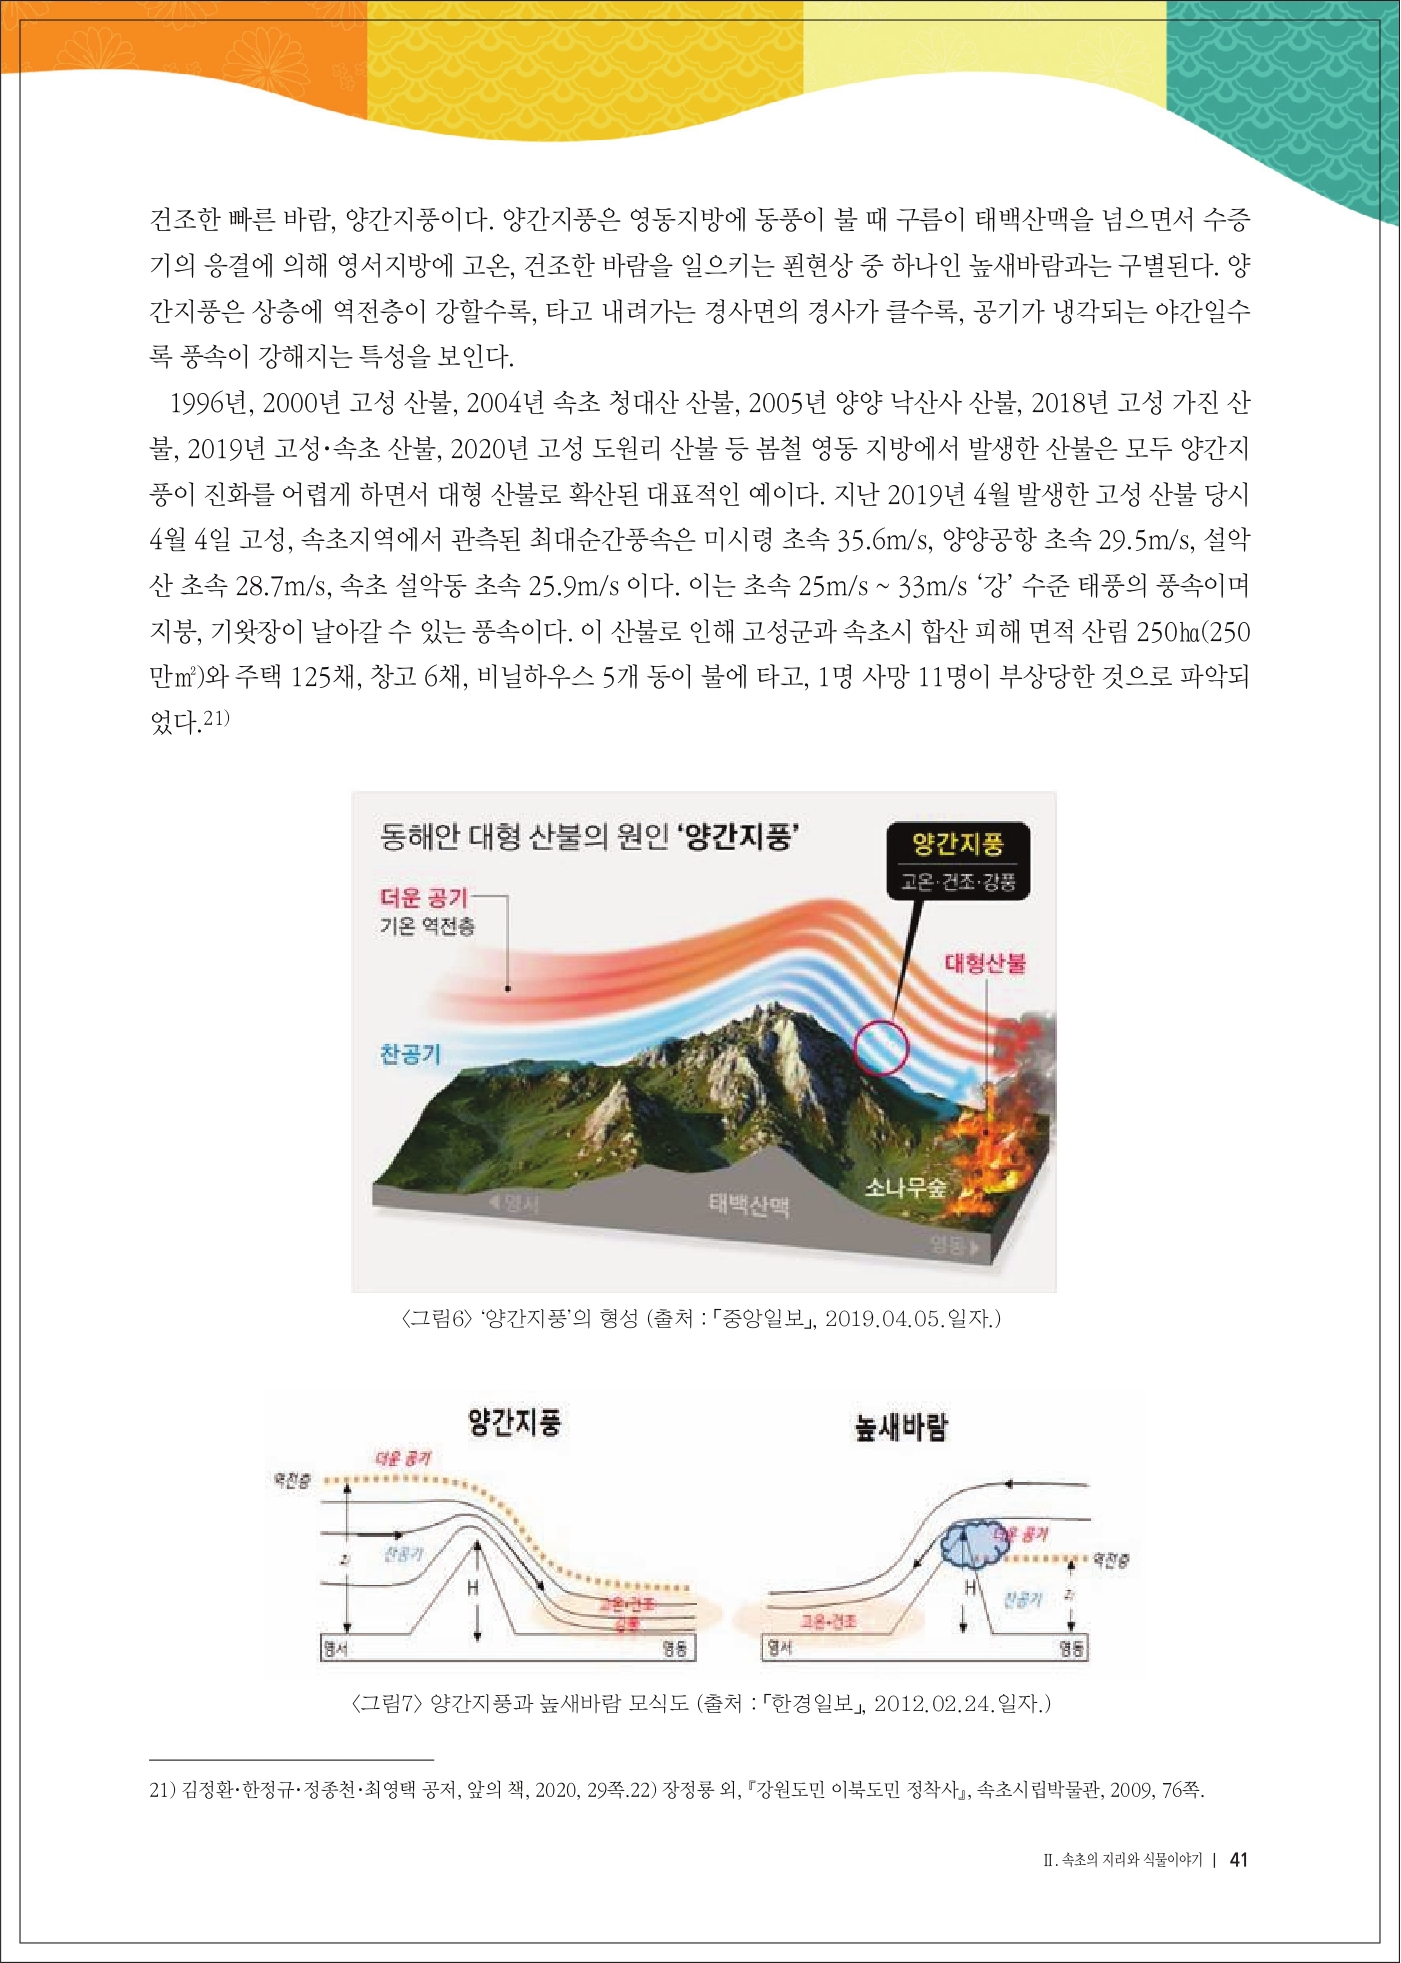 건조한 빠른 바람, 양간지풍이다. 양간지풍은 영동지방에 동풍이 불 때 구름이 태백산맥을 넘으면서 수증
기의 응결에 의해 영서지방에 고온, 건조한 바람을 일으키는 푄현상 중 하나인 높새바람과는 구별된다. 양
간지풍은 상층에 역전층이 강할수록, 타고 내려가는 경사면의 경사가 클수록, 공기가 냉각되는 야간일수
록 풍속이 강해지는 특성을 보인다.
1996년, 2000년 고성 산불, 2004년 속초 청대산 산불, 2005년 양양 낙산사 산불, 2018년 고성 가진 산
불, 2019년 고성·속초 산불, 2020년 고성 도원리 산불 등 봄철 영동 지방에서 발생한 산불은 모두 양간지
풍이 진화를 어렵게 하면서 대형 산불로 확산된 대표적인 예이다. 지난 2019년 4월 발생한 고성 산불 당시
4월 4일 고성, 속초지역에서 관측된 최대순간풍속은 미시령 초속 35.6m/s, 양양공항 초속 29.5m/s, 설악
산 초속 28.7m/s, 속초 설악동 초속 25.9m/s 이다. 이는 초속 25m/s ~ 33m/s ‘강’ 수준 태풍의 풍속이며
지붕, 기왓장이 날아갈 수 있는 풍속이다. 이 산불로 인해 고성군과 속초시 합산 피해 면적 산림 250㏊(250
만㎡)와 주택 125채, 창고 6채, 비닐하우스 5개 동이 불에 타고, 1명 사망 11명이 부상당한 것으로 파악되
었다.21)
동해안 대형 산불의 원인 ‘양간지풍’
양간지풍
고온·건조·강풍
더운 공기
기온 역전층
대형산불
찬공기
소나무숲
◀영서
태백산맥
영동▶
〈그림6〉 ‘양간지풍’의 형성 (출처 : 「중앙일보」, 2019.04.05.일자.)
양간지풍
높새바람
더운 공기
역전층
찬공기
H
고온·건조
강풍
영서
영동
더운 공기
역전층
찬공기
H
고온·건조
영서
영동
〈그림7〉 양간지풍과 높새바람 모식도 (출처 : 「한경일보」, 2012.02.24.일자.)
21) 김정환·한정규·정종천·최영택 공저, 앞의 책, 2020, 29쪽.22) 장정룡 외, 『강원도민 이북도민 정착사』, 속초시립박물관, 2009, 76쪽.
Ⅱ. 속초의 지리와 식물이야기 | 41